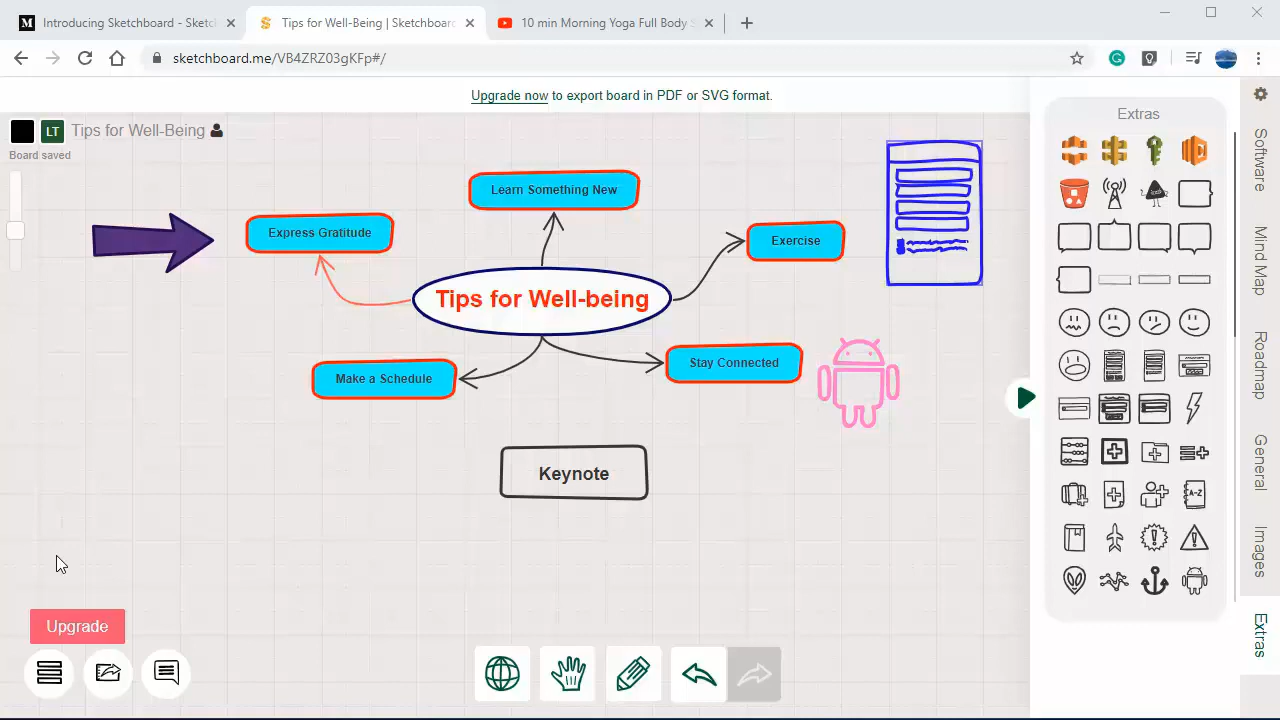 Introducing Sketchboard - Sketc
Tips for Well-Being | Sketchboard
10 min Morning Yoga Full Body S
sketchboard.me/VB4ZRZ03gKFp#/
Upgrade now to export board in PDF or SVG format.
LT
Tips for Well-Being
Board saved
Learn Something New
Express Gratitude
Exercise
Tips for Well-being
Stay Connected
Make a Schedule
Keynote
Upgrade
Extras
A-Z
Software
Mind Map
Roadmap
General
Images
Extras